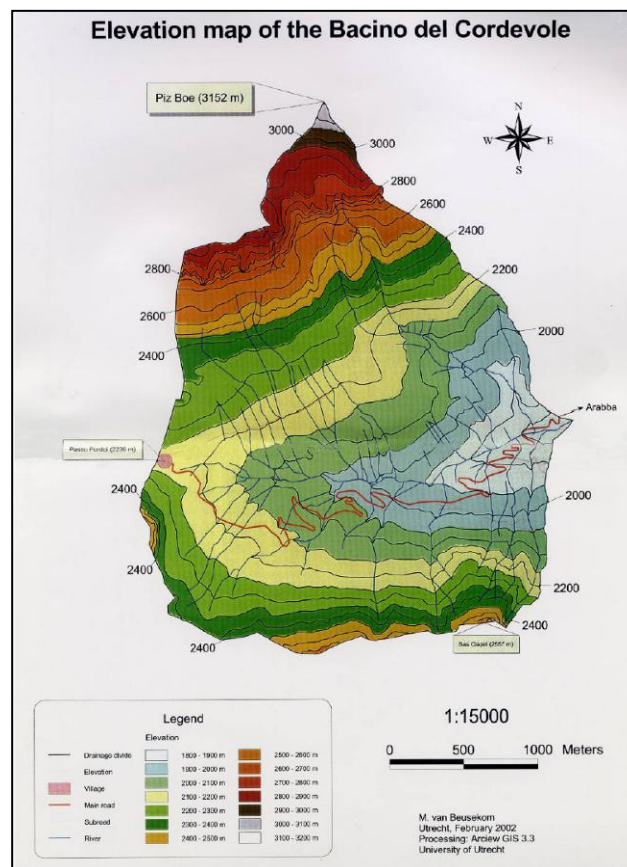 Elevation map of the Bacino del Cordevole
Piz Boe (3152 m)
N
W E
S
3000
3000
2800
2600
2400
2200
2800
2600
2400
2000
Arabba
2400
2000
2400
2200
2400
2400
Legend
Elevation
Drainage divide
Elevation
Village
Main road
Subroad
River
1800 - 1900 m
1900 - 2000 m
2000 - 2100 m
2100 - 2200 m
2200 - 2300 m
2300 - 2400 m
2400 - 2500 m
2500 - 2600 m
2600 - 2700 m
2700 - 2800 m
2800 - 2900 m
2900 - 3000 m
3000 - 3100 m
3100 - 3200 m
1:15000
0 500 1000 Meters
M. van Beusekom
Utrecht, February 2002
Processing: Arcview GIS 3.3
University of Utrecht